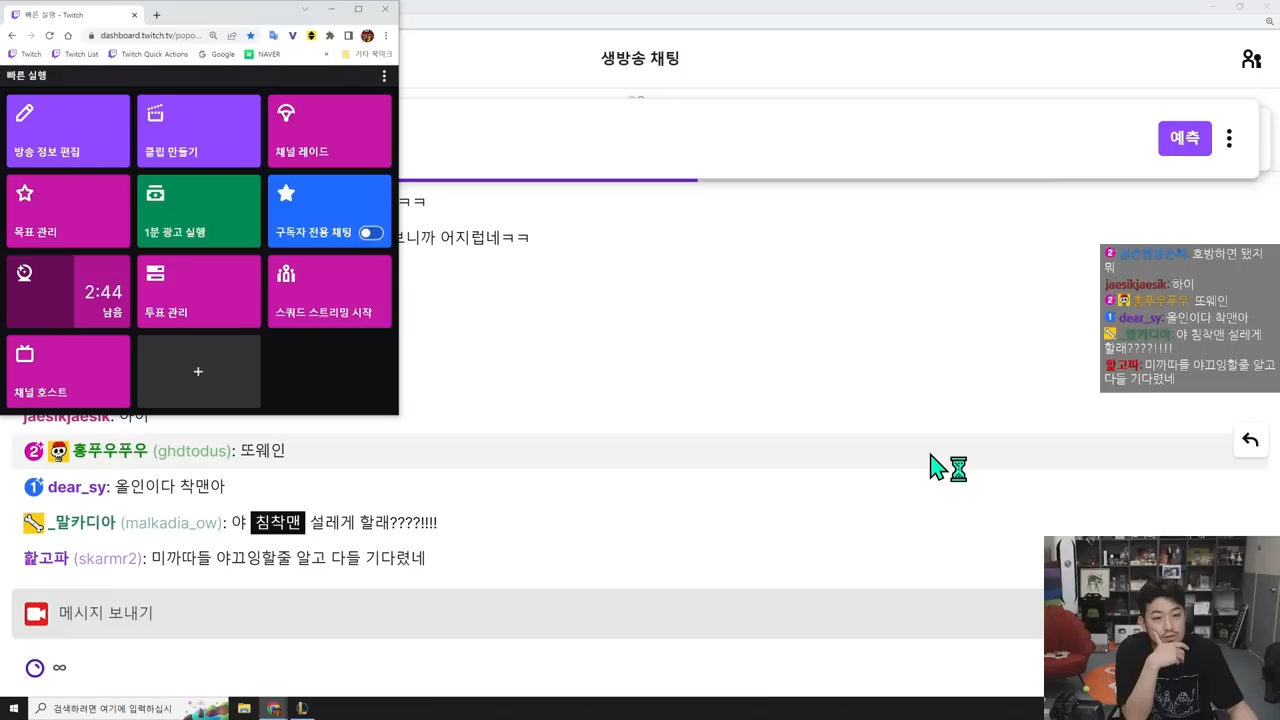 빠른 실행 - Twitch
dashboard.twitch.tv/popo...
Twitch
Twitch List
Twitch Quick Actions
Google
NAVER
»
기타 북마크
빠른 실행
방송 정보 편집
클립 만들기
채널 레이드
목표 관리
1분 광고 실행
구독자 전용 채팅
2:44
남음
투표 관리
스쿼드 스트리밍 시작
채널 호스트
+
생방송 채팅
예측
ㅋㅋ
보니까 어지럽네ㅋㅋ
jaesikjaesik: 하이
홍푸우푸우 (ghdtodus): 또웨인
dear_sy: 올인이다 착맨아
_말카디아 (malkadia_ow): 야 침착맨 설레게 할래????!!!!
핥고파 (skarmr2): 미까따들 야끄잉할줄 알고 다들 기다렸네
메시지 보내기
∞
호방하면 됐지
뭐
jaesikjaesik: 하이
홍푸우푸우: 또웨인
dear_sy: 올인이다 착맨아
_말카디아: 야 침착맨 설레게
할래????!!!!
핥고파: 미까따들 야끄잉할줄 알고
다들 기다렸네
검색하려면 여기에 입력하십시